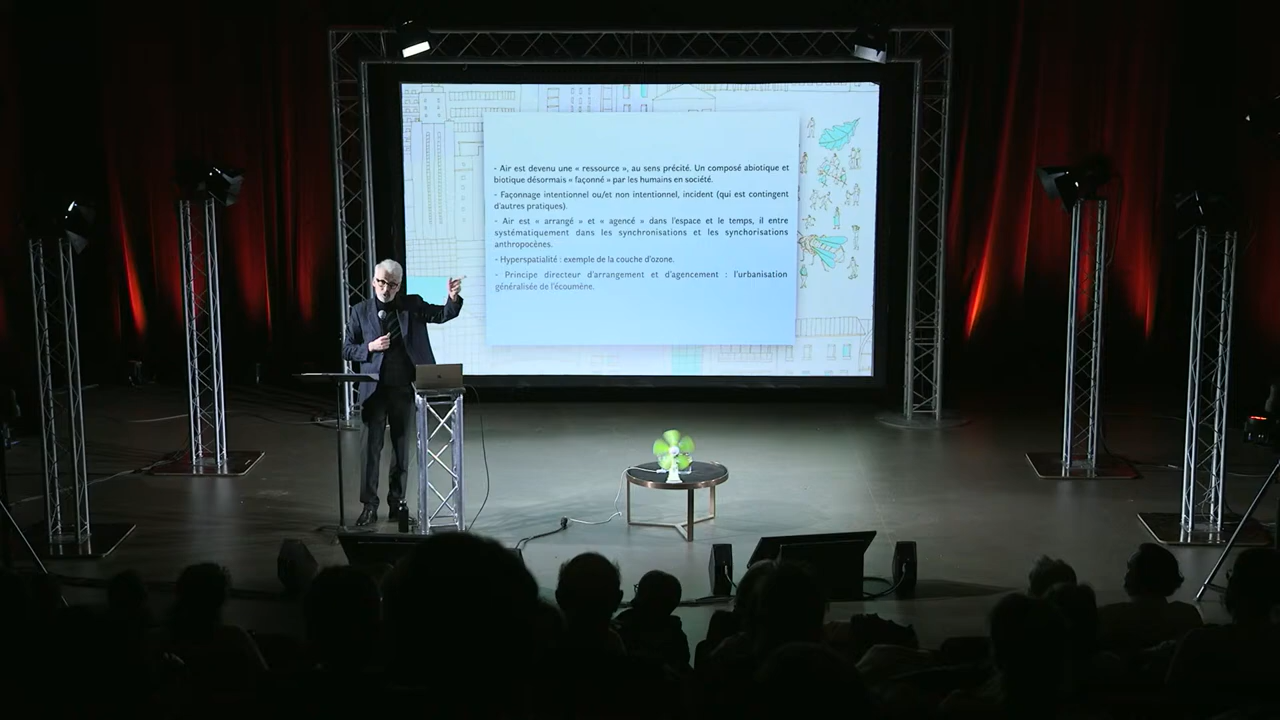 - Air est devenu une « ressource », au sens précité. Un composé abiotique et
biotique désormais « façonné » par les humains en société.
- Façonnage intentionnel ou/et non intentionnel, incident (qui est contingent
d'autres pratiques).
- Air est « arrangé » et « agencé » dans l'espace et le temps, il entre
systématiquement dans les synchronisations et les synchorisations
anthropocènes.
- Hyperspatialité : exemple de la couche d'ozone.
- Principe directeur d'arrangement et d'agencement : l'urbanisation
généralisée de l'écoumène.